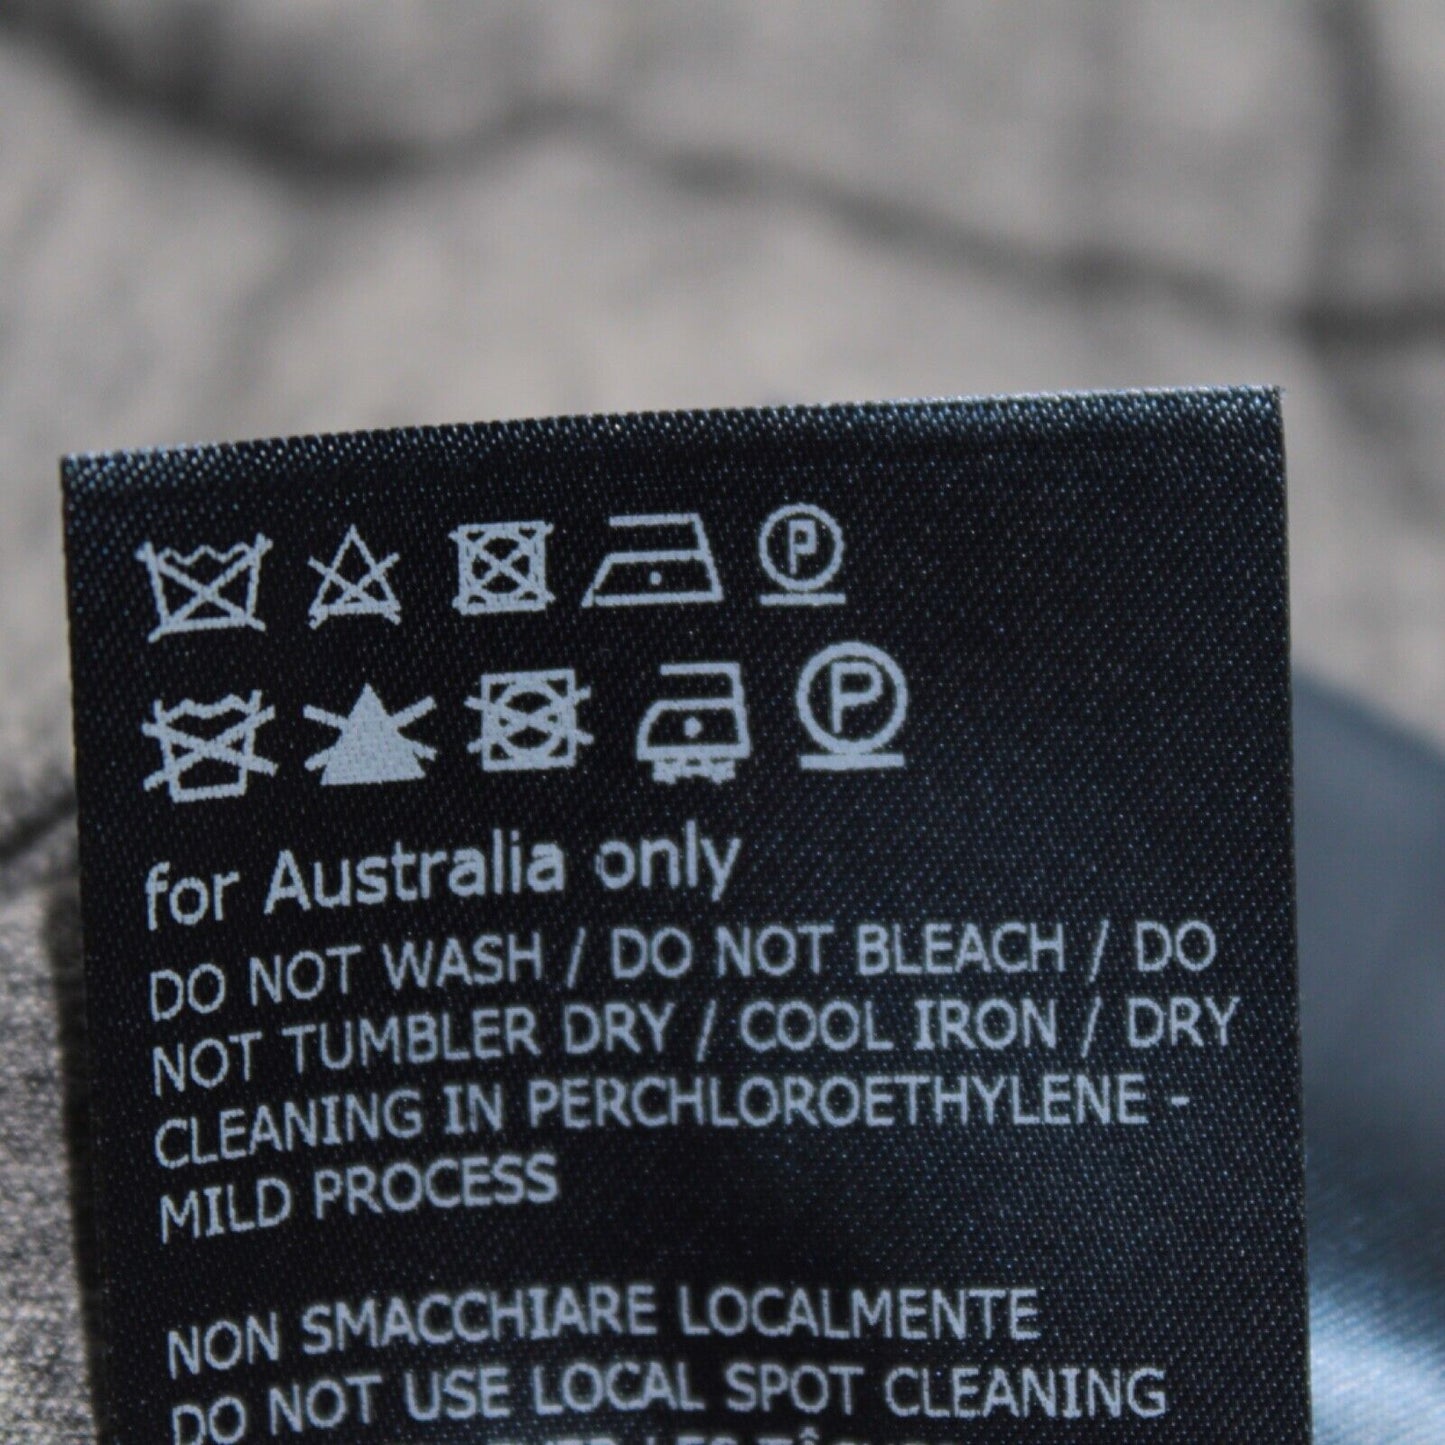 P
P
for Australia only
DO NOT WASH / DO NOT BLEACH / DO
NOT TUMBLER DRY / COOL IRON / DRY
CLEANING IN PERCHLOROETHYLENE -
MILD PROCESS
NON SMACCHIARE LOCALMENTE
DO NOT USE LOCAL SPOT CLEANING